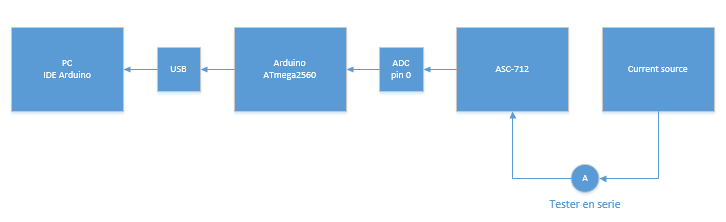 PC
IDE Arduino
USB
Arduino
ATmega2560
ADC
pin 0
ASC-712
Current source
A
Tester en serie